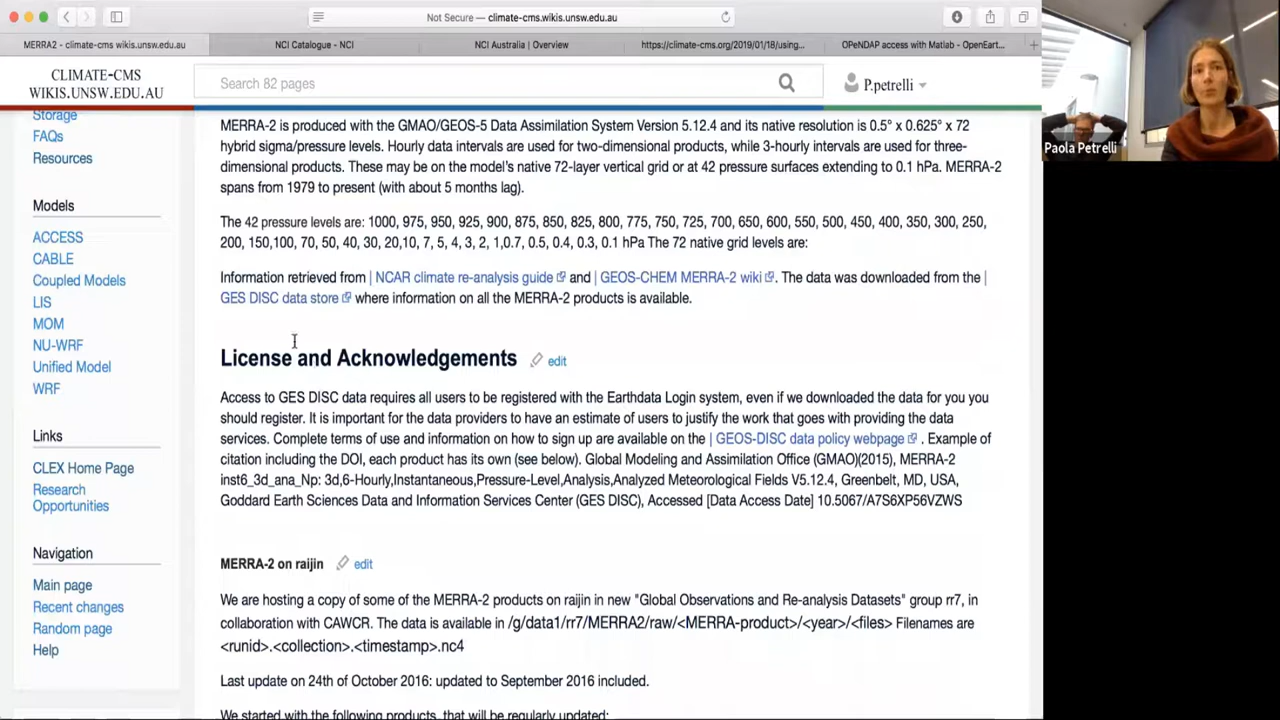 Not Secure — climate-cms.wikis.unsw.edu.au
MERRA2 - climate-cms wikis.unsw.edu.au
NCI Catalogue - NCI
NCI Australia | Overview
https://climate-cms.org/2019/01/18/using...
OPeNDAP access with Matlab - OpenEart...
CLIMATE-CMS
WIKIS.UNSW.EDU.AU
Search 82 pages
P.petrelli
Paola Petrelli
Storage
FAQs
Resources
Models
ACCESS
CABLE
Coupled Models
LIS
MOM
NU-WRF
Unified Model
WRF
Links
CLEX Home Page
Research
Opportunities
Navigation
Main page
Recent changes
Random page
Help
MERRA-2 is produced with the GMAO/GEOS-5 Data Assimilation System Version 5.12.4 and its native resolution is 0.5° x 0.625° x 72
hybrid sigma/pressure levels. Hourly data intervals are used for two-dimensional products, while 3-hourly intervals are used for three-
dimensional products. These may be on the model's native 72-layer vertical grid or at 42 pressure surfaces extending to 0.1 hPa. MERRA-2
spans from 1979 to present (with about 5 months lag).
The 42 pressure levels are: 1000, 975, 950, 925, 900, 875, 850, 825, 800, 775, 750, 725, 700, 650, 600, 550, 500, 450, 400, 350, 300, 250,
200, 150,100, 70, 50, 40, 30, 20,10, 7, 5, 4, 3, 2, 1,0.7, 0.5, 0.4, 0.3, 0.1 hPa The 72 native grid levels are:
Information retrieved from | NCAR climate re-analysis guide and | GEOS-CHEM MERRA-2 wiki . The data was downloaded from the |
GES DISC data store where information on all the MERRA-2 products is available.
License and Acknowledgements edit
Access to GES DISC data requires all users to be registered with the Earthdata Login system, even if we downloaded the data for you you
should register. It is important for the data providers to have an estimate of users to justify the work that goes with providing the data
services. Complete terms of use and information on how to sign up are available on the | GEOS-DISC data policy webpage . Example of
citation including the DOI, each product has its own (see below). Global Modeling and Assimilation Office (GMAO)(2015), MERRA-2
inst6_3d_ana_Np: 3d,6-Hourly,Instantaneous,Pressure-Level,Analysis,Analyzed Meteorological Fields V5.12.4, Greenbelt, MD, USA,
Goddard Earth Sciences Data and Information Services Center (GES DISC), Accessed [Data Access Date] 10.5067/A7S6XP56VZWS
MERRA-2 on raijin edit
We are hosting a copy of some of the MERRA-2 products on raijin in new "Global Observations and Re-analysis Datasets" group rr7, in
collaboration with CAWCR. The data is available in /g/data1/rr7/MERRA2/raw/<MERRA-product>/<year>/<files> Filenames are
<runid>.<collection>.<timestamp>.nc4
Last update on 24th of October 2016: updated to September 2016 included.
We started with the following products, that will be regularly updated: